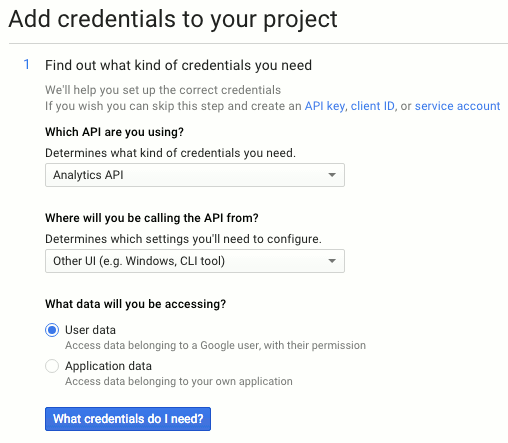 Add credentials to your project
1 Find out what kind of credentials you need
We'll help you set up the correct credentials
If you wish you can skip this step and create an API key, client ID, or service account
Which API are you using?
Determines what kind of credentials you need.
Analytics API
Where will you be calling the API from?
Determines which settings you'll need to configure.
Other UI (e.g. Windows, CLI tool)
What data will you be accessing?
User data
Access data belonging to a Google user, with their permission
Application data
Access data belonging to your own application
What credentials do I need?